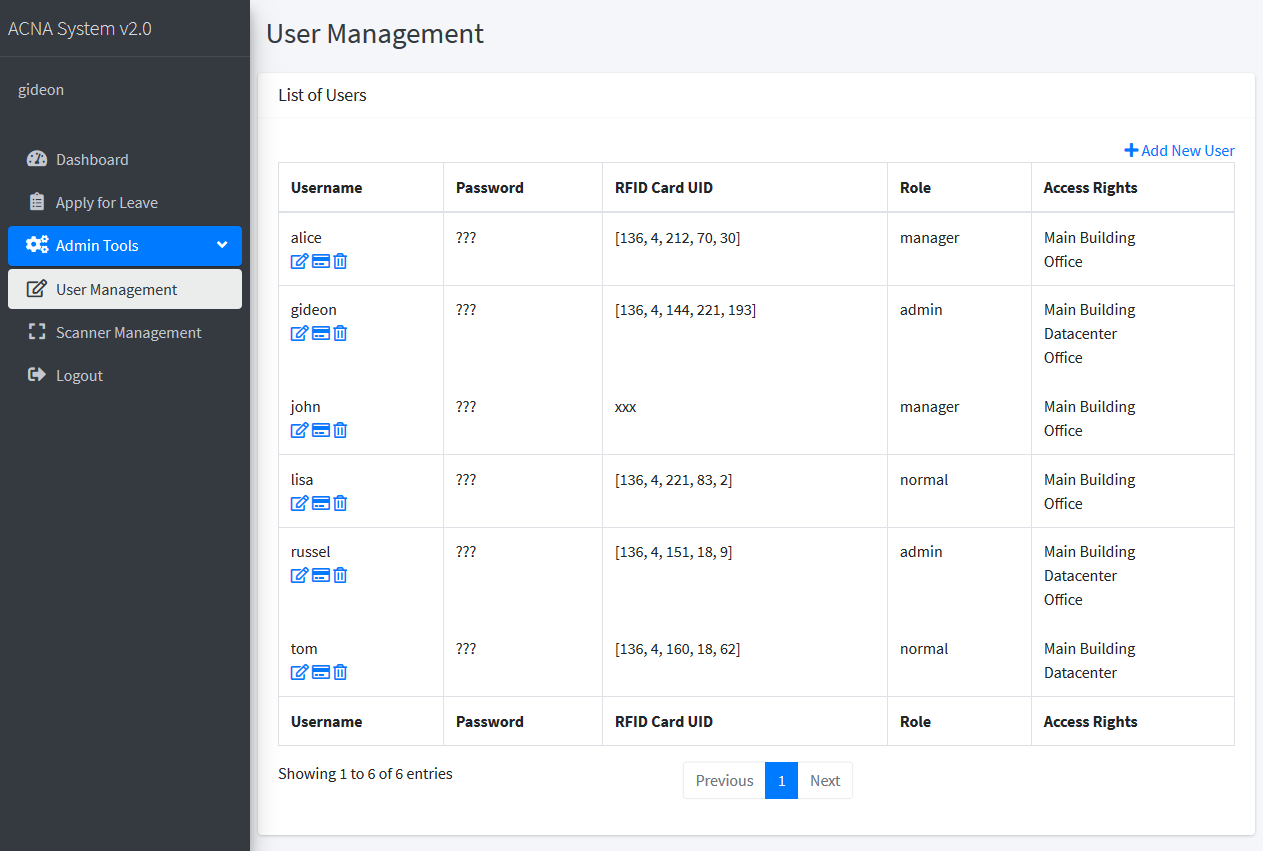 ACNA System v2.0
gideon
Dashboard
Apply for Leave
Admin Tools
User Management
Scanner Management
Logout
User Management
List of Users
Add New User
Username Password RFID Card UID Role Access Rights
alice ??? [136, 4, 212, 70, 30] manager Main Building
Office
gideon ??? [136, 4, 144, 221, 193] admin Main Building
Datacenter
Office
john ??? xxx manager Main Building
Office
lisa ??? [136, 4, 221, 83, 2] normal Main Building
Office
russel ??? [136, 4, 151, 18, 9] admin Main Building
Datacenter
Office
tom ??? [136, 4, 160, 18, 62] normal Main Building
Datacenter
Username Password RFID Card UID Role Access Rights
Showing 1 to 6 of 6 entries
Previous 1 Next